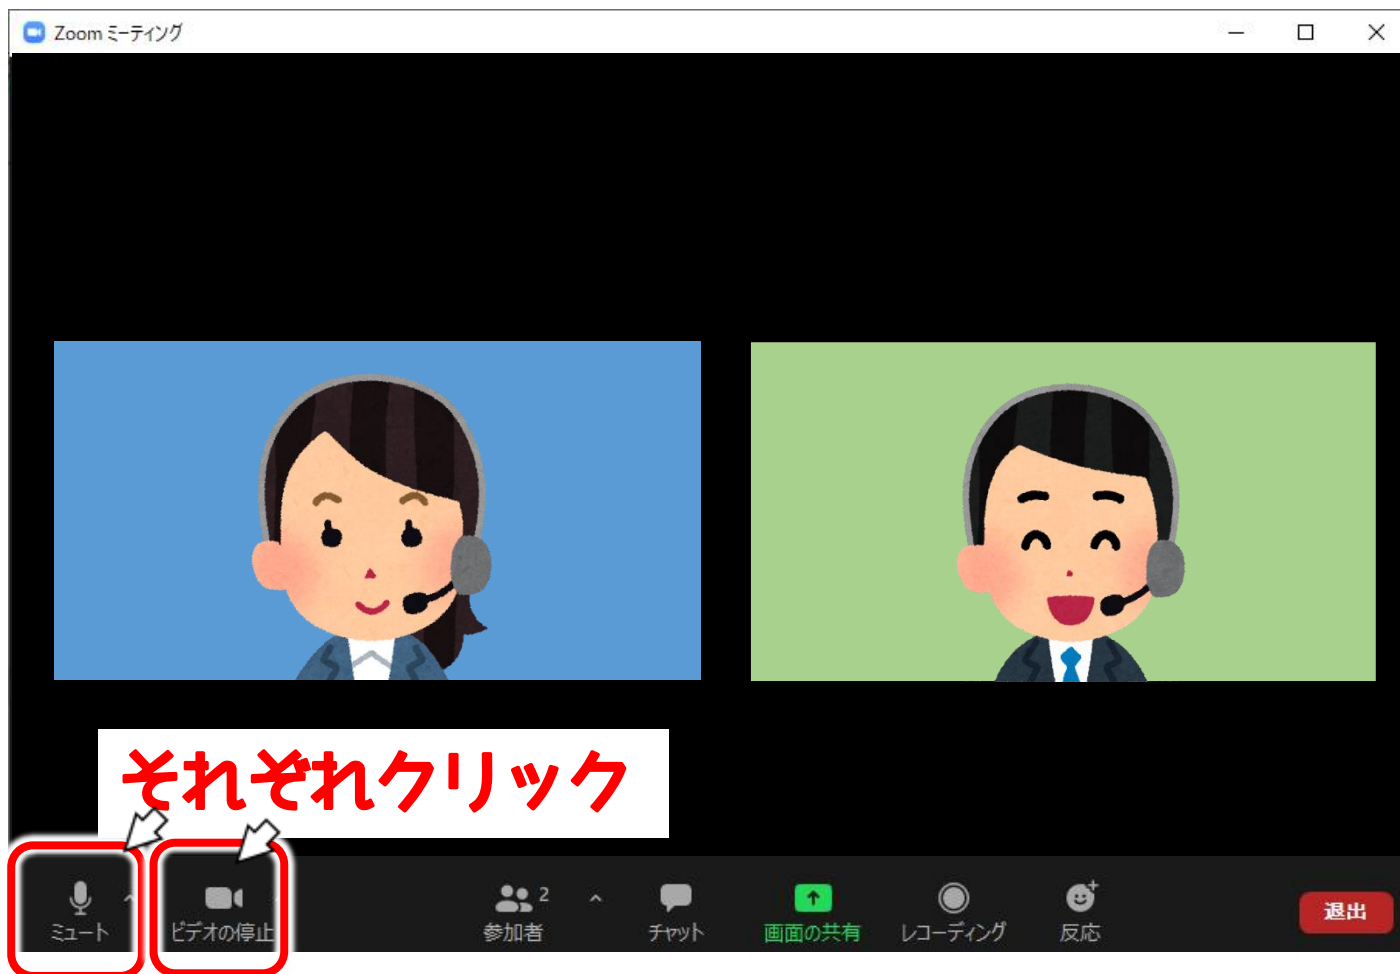 Zoom ミーティング
それぞれクリック
ミュート
ビデオの停止
2
参加者
チャット
画面の共有
レコーディング
反応
退出